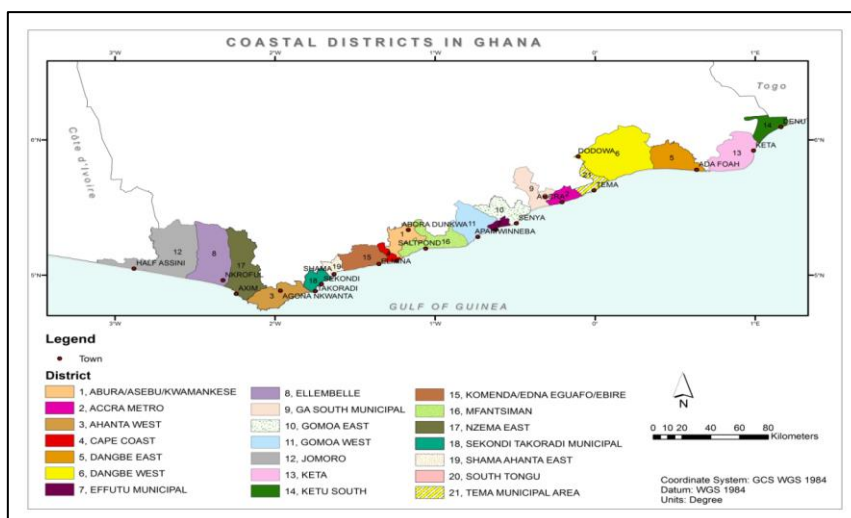 COASTAL DISTRICTS IN GHANA
3°W
2°W
1°W
0°
1°E
Togo
Côte d'Ivoire
6°N
6°N
5°N
5°N
14
DENU
13
KETA
DODOWA
6
5
ADA FOAH
21
TEMA
9
2
10
SENYA
11
APAM
WINNEBA
ABORA DUNKWA
1
SALTPOND
16
15
SHAMA
19
SEKONDI
18
TAKORADI
12
8
17
HALF ASSINI
NKROFUL
AXIM
3
AGONA NKWANTA
GULF OF GUINEA
Legend
Town
District
1, ABURA/ASEBU/KWAMANKESE
2, ACCRA METRO
3, AHANTA WEST
4, CAPE COAST
5, DANGBE EAST
6, DANGBE WEST
7, EFFUTU MUNICIPAL
8, ELLEMBELLE
9, GA SOUTH MUNICIPAL
10, GOMOA EAST
11, GOMOA WEST
12, JOMORO
13, KETA
14, KETU SOUTH
15, KOMENDA/EDNA EGUAFO/EBIRE
16, MFANTSIMAN
17, NZEMA EAST
18, SEKONDI TAKORADI MUNICIPAL
19, SHAMA AHANTA EAST
20, SOUTH TONGU
21, TEMA MUNICIPAL AREA
N
0 10 20 40 60 80
Kilometers
Coordinate System: GCS WGS 1984
Datum: WGS 1984
Units: Degree